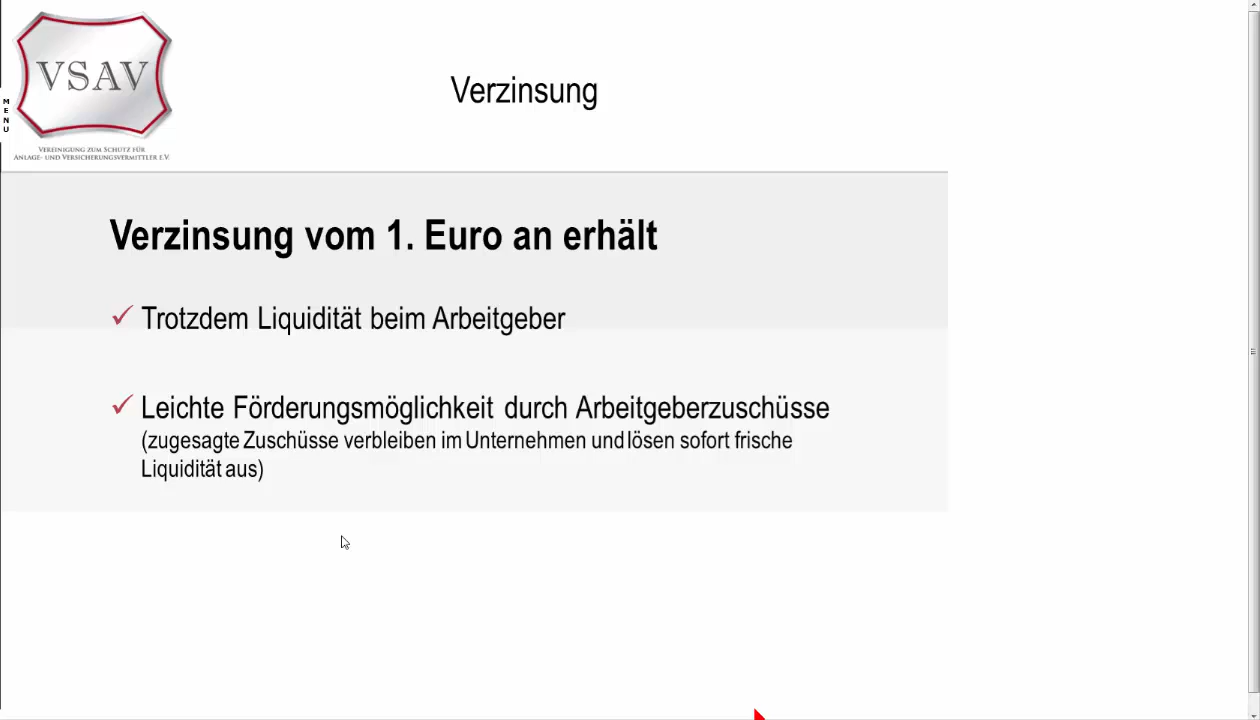 VSAV
VEREINIGUNG ZUM SCHUTZ FÜR
ANLAGE- UND VERSICHERUNGSVERMITTLER E.V.
MENU
Verzinsung
Verzinsung vom 1. Euro an erhält
✓ Trotzdem Liquidität beim Arbeitgeber
✓ Leichte Förderungsmöglichkeit durch Arbeitgeberzuschüsse
(zugesagte Zuschüsse verbleiben im Unternehmen und lösen sofort frische
Liquidität aus)